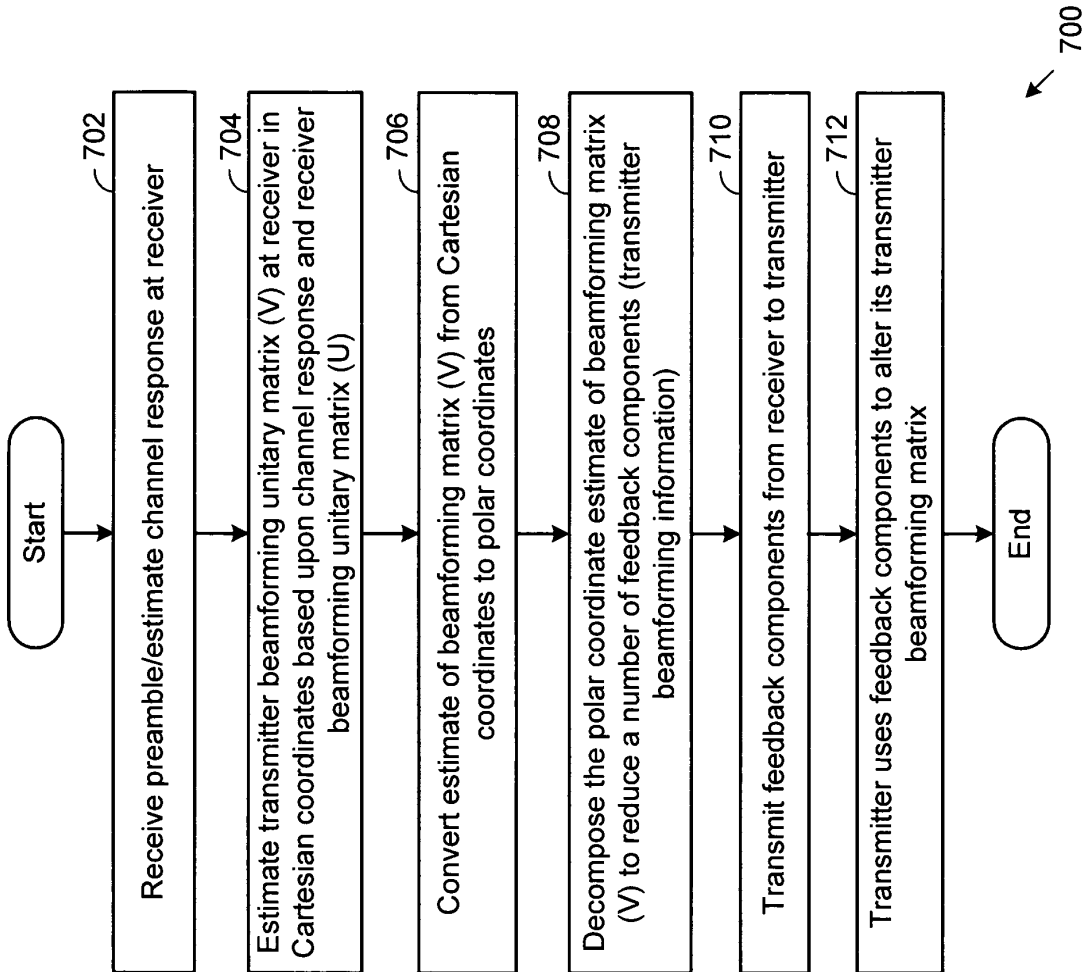 Start
702
Receive preamble/estimate channel response at receiver
704
Estimate transmitter beamforming unitary matrix (V) at receiver in
Cartesian coordinates based upon channel response and receiver
beamforming unitary matrix (U)
706
Convert estimate of beamforming matrix (V) from Cartesian
coordinates to polar coordinates
708
Decompose the polar coordinate estimate of beamforming matrix
(V) to reduce a number of feedback components (transmitter
beamforming information)
710
Transmit feedback components from receiver to transmitter
712
Transmitter uses feedback components to alter its transmitter
beamforming matrix
End
700